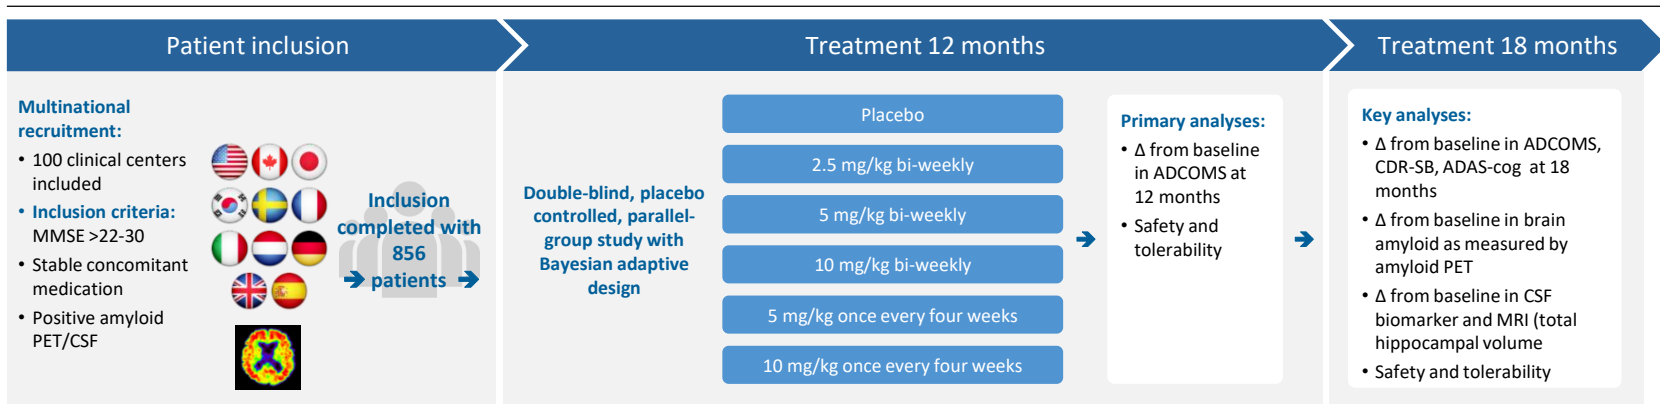 Patient inclusion
Treatment 12 months
Treatment 18 months
Multinational
recruitment:
• 100 clinical centers
included
• Inclusion criteria:
MMSE >22-30
• Stable concomitant
medication
• Positive amyloid
PET/CSF
Inclusion
completed with
856
patients
Double-blind, placebo
controlled, parallel-
group study with
Bayesian adaptive
design
Placebo
2.5 mg/kg bi-weekly
5 mg/kg bi-weekly
10 mg/kg bi-weekly
5 mg/kg once every four weeks
10 mg/kg once every four weeks
Primary analyses:
• Δ from baseline
in ADCOMS at
12 months
• Safety and
tolerability
Key analyses:
• Δ from baseline in ADCOMS,
CDR-SB, ADAS-cog at 18
months
• Δ from baseline in brain
amyloid as measured by
amyloid PET
• Δ from baseline in CSF
biomarker and MRI (total
hippocampal volume
• Safety and tolerability